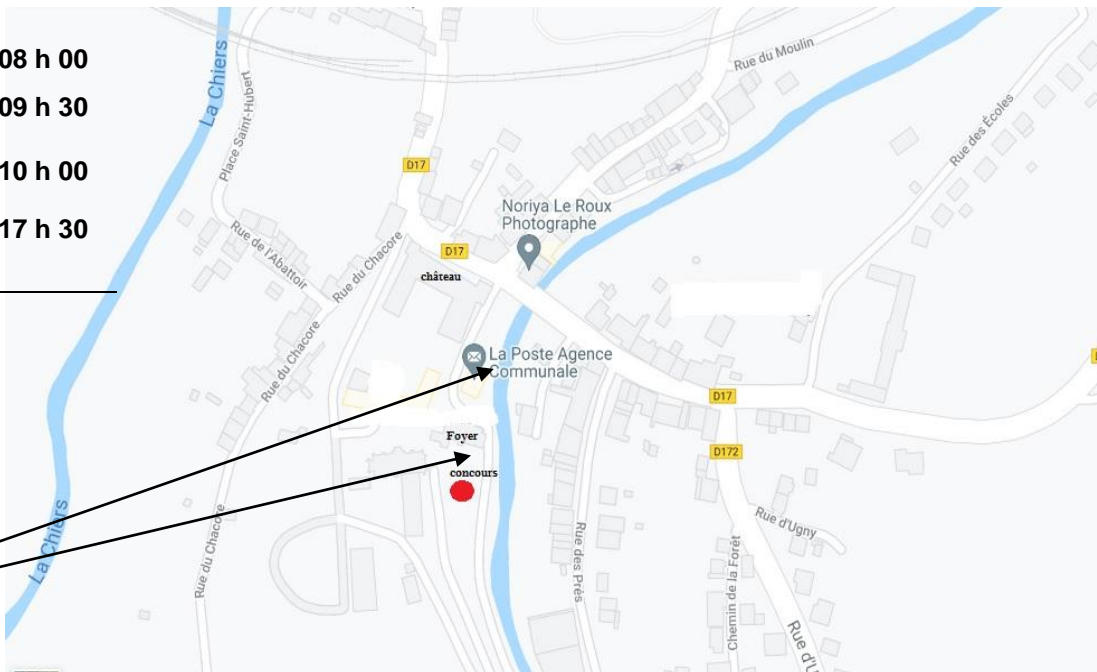 08 h 00
09 h 30
10 h 00
17 h 30
La Chiers
Place Saint-Hubert
Rue du Moulin
Rue des Écoles
D17
Noriya Le Roux
Photographe
Rue de l'Abattoir
Rue du Chacore
D17
château
Rue du Chacore
La Poste Agence
Communale
Rue du Chacore
D17
Foyer
D172
concours
Rue d'Ugny
La Chiers
Rue du Chacore
Rue des Prés
Chemin de la Forêt